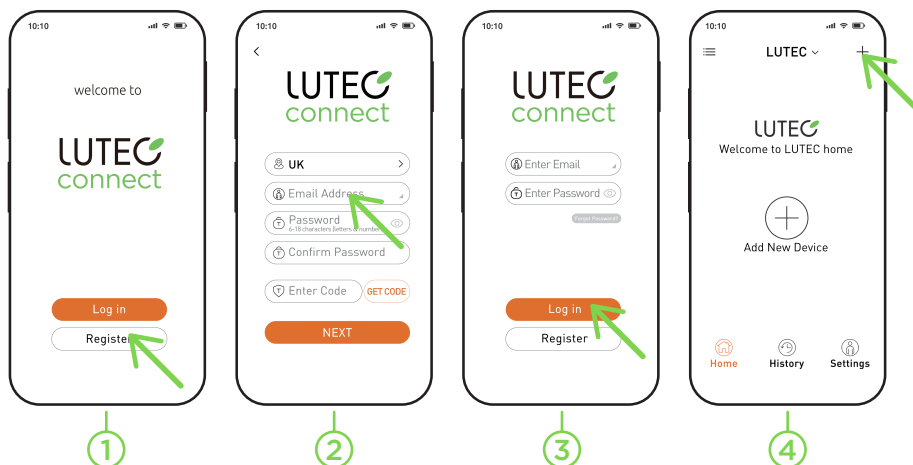 10:10
welcome to
LUTEC
connect
Log in
Register
1
10:10
LUTEC
connect
UK
Email Address
Password
6-18 characters (letters & number)
Confirm Password
Enter Code
GET CODE
NEXT
2
10:10
LUTEC
connect
Enter Email
Enter Password
Forgot Password?
Log in
Register
3
10:10
LUTEC
LUTEC
Welcome to LUTEC home
Add New Device
Home History Settings
4